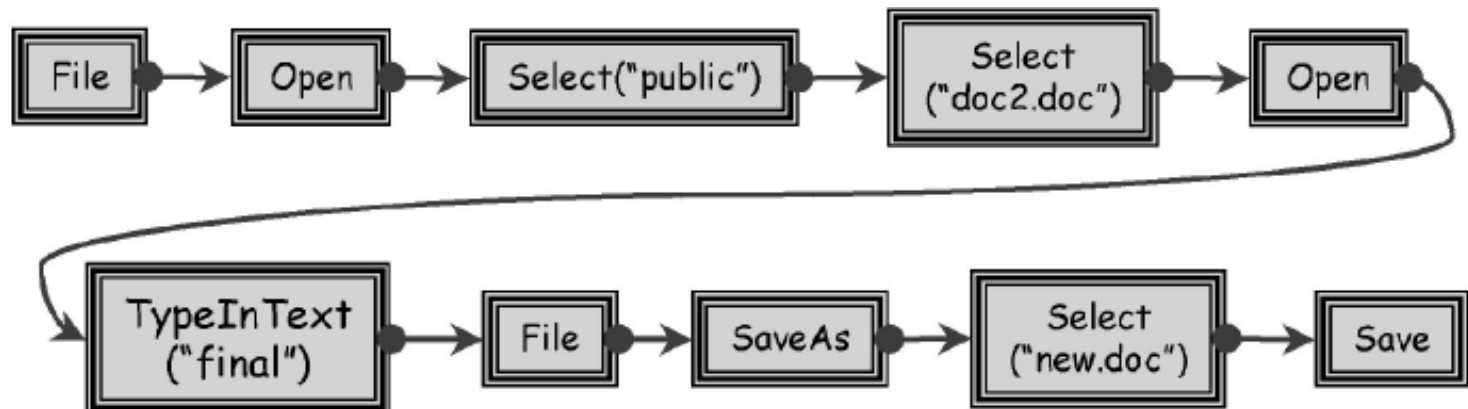 File
Open
Select(“public”)
Select
(“doc2.doc”)
Open
TypeInText
(“final”)
File
SaveAs
Select
(“new.doc”)
Save